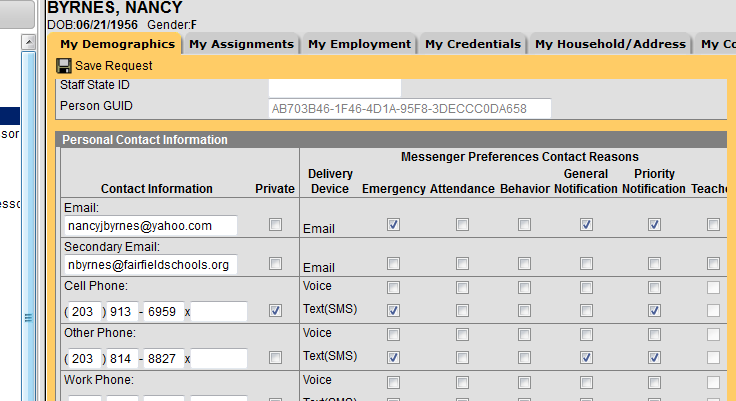 BYRNES, NANCY
DOB:06/21/1956 Gender:F
My Demographics My Assignments My Employment My Credentials My Household/Address My Co
Save Request
Staff State ID
Person GUID AB703B46-1F46-4D1A-95F8-3DECCC0DA658
Personal Contact Information
Messenger Preferences Contact Reasons
Contact Information Private Delivery Device Emergency Attendance Behavior General Notification Priority Notification Teache
Email:
nancyjbyrnes@yahoo.com Email
Secondary Email:
nbyrnes@fairfieldschools.org Email
Cell Phone: Voice
( 203 ) 913 - 6959 x Text(SMS)
Other Phone: Voice
( 203 ) 814 - 8827 x Text(SMS)
Work Phone: Voice
sor
esso